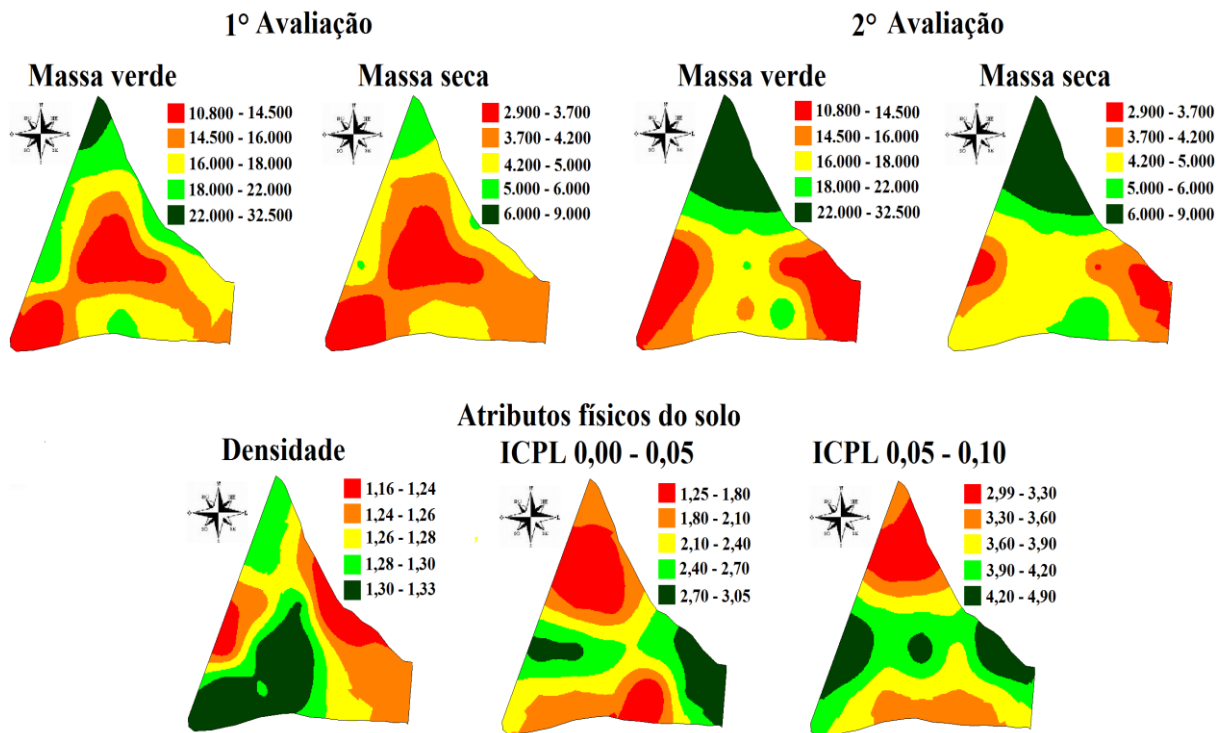 1° Avaliação
2° Avaliação
Massa verde
Massa seca
Massa verde
Massa seca
10.800 - 14.500
14.500 - 16.000
16.000 - 18.000
18.000 - 22.000
22.000 - 32.500
2.900 - 3.700
3.700 - 4.200
4.200 - 5.000
5.000 - 6.000
6.000 - 9.000
10.800 - 14.500
14.500 - 16.000
16.000 - 18.000
18.000 - 22.000
22.000 - 32.500
2.900 - 3.700
3.700 - 4.200
4.200 - 5.000
5.000 - 6.000
6.000 - 9.000
Atributos físicos do solo
Densidade
ICPL 0,00 - 0,05
ICPL 0,05 - 0,10
1,16 - 1,24
1,24 - 1,26
1,26 - 1,28
1,28 - 1,30
1,30 - 1,33
1,25 - 1,80
1,80 - 2,10
2,10 - 2,40
2,40 - 2,70
2,70 - 3,05
2,99 - 3,30
3,30 - 3,60
3,60 - 3,90
3,90 - 4,20
4,20 - 4,90